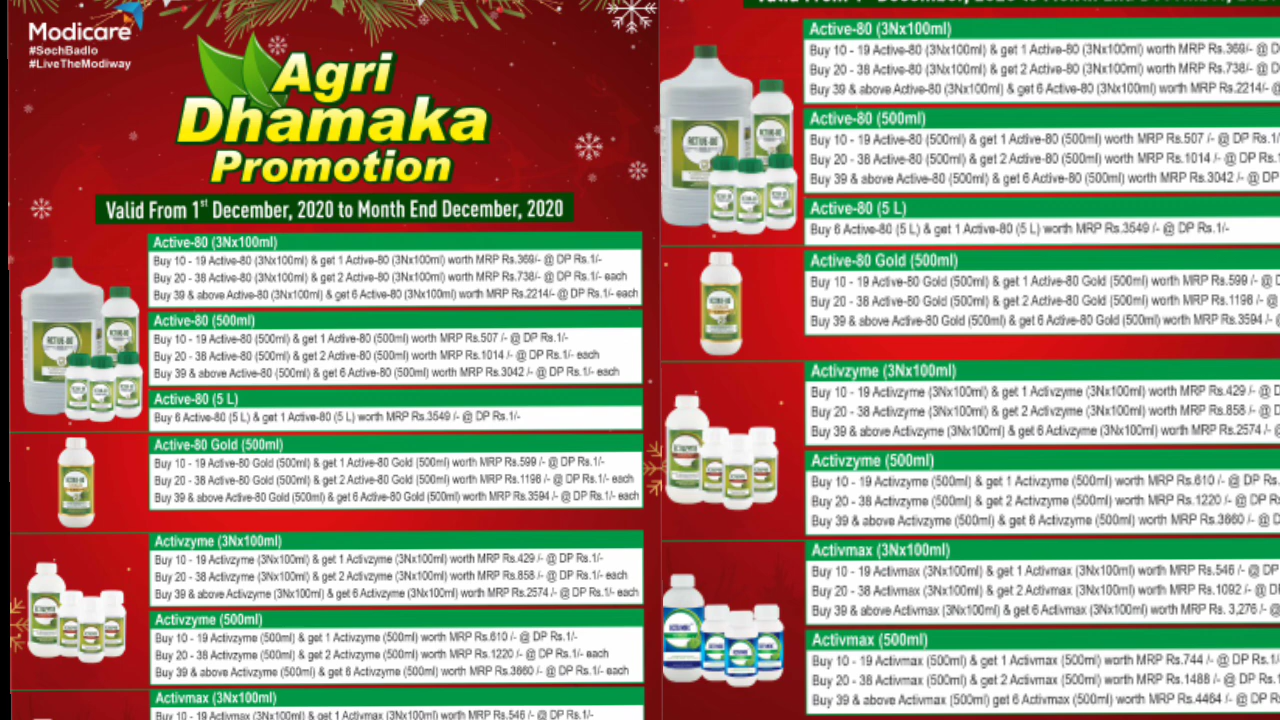 Modicare
#SochBadlo
#LiveTheModiway
Agri
Dhamaka
Promotion
Valid From 1st December, 2020 to Month End December, 2020
Active-80 (3Nx100ml)
Buy 10 - 19 Active-80 (3Nx100ml) & get 1 Active-80 (3Nx100ml) worth MRP Rs.369/- @ DP Rs.1/-
Buy 20 - 38 Active-80 (3Nx100ml) & get 2 Active-80 (3Nx100ml) worth MRP Rs.738/- @ DP Rs.1/- each
Buy 39 & above Active-80 (3Nx100ml) & get 6 Active-80 (3Nx100ml) worth MRP Rs.2214/- @ DP Rs.1/- each
Active-80 (500ml)
Buy 10 - 19 Active-80 (500ml) & get 1 Active-80 (500ml) worth MRP Rs.507 /- @ DP Rs.1/-
Buy 20 - 38 Active-80 (500ml) & get 2 Active-80 (500ml) worth MRP Rs.1014 /- @ DP Rs.1/- each
Buy 39 & above Active-80 (500ml) & get 6 Active-80 (500ml) worth MRP Rs.3042 /- @ DP Rs.1/- each
Active-80 (5 L)
Buy 6 Active-80 (5 L) & get 1 Active-80 (5 L) worth MRP Rs.3549 /- @ DP Rs.1/-
Active-80 Gold (500ml)
Buy 10 - 19 Active-80 Gold (500ml) & get 1 Active-80 Gold (500ml) worth MRP Rs.599 /- @ DP Rs.1/-
Buy 20 - 38 Active-80 Gold (500ml) & get 2 Active-80 Gold (500ml) worth MRP Rs.1198 /- @ DP Rs.1/- each
Buy 39 & above Active-80 Gold (500ml) & get 6 Active-80 Gold (500ml) worth MRP Rs.3594 /- @ DP Rs.1/- each
Activzyme (3Nx100ml)
Buy 10 - 19 Activzyme (3Nx100ml) & get 1 Activzyme (3Nx100ml) worth MRP Rs.429 /- @ DP Rs.1/-
Buy 20 - 38 Activzyme (3Nx100ml) & get 2 Activzyme (3Nx100ml) worth MRP Rs.858 /- @ DP Rs.1/- each
Buy 39 & above Activzyme (3Nx100ml) & get 6 Activzyme (3Nx100ml) worth MRP Rs.2574 /- @ DP Rs.1/- each
Activzyme (500ml)
Buy 10 - 19 Activzyme (500ml) & get 1 Activzyme (500ml) worth MRP Rs.610 /- @ DP Rs.1/-
Buy 20 - 38 Activzyme (500ml) & get 2 Activzyme (500ml) worth MRP Rs.1220 /- @ DP Rs.1/- each
Buy 39 & above Activzyme (500ml) & get 6 Activzyme (500ml) worth MRP Rs.3660 /- @ DP Rs.1/- each
Activmax (3Nx100ml)
Buy 10 - 19 Activmax (3Nx100ml) & get 1 Activmax (3Nx100ml) worth MRP Rs.546 /- @ DP Rs.1/-
Active-80 (3Nx100ml)
Buy 10 - 19 Active-80 (3Nx100ml) & get 1 Active-80 (3Nx100ml) worth MRP Rs.369/- @
Buy 20 - 38 Active-80 (3Nx100ml) & get 2 Active-80 (3Nx100ml) worth MRP Rs.738/- @
Buy 39 & above Active-80 (3Nx100ml) & get 6 Active-80 (3Nx100ml) worth MRP Rs.2214/- @
Active-80 (500ml)
Buy 10 - 19 Active-80 (500ml) & get 1 Active-80 (500ml) worth MRP Rs.507 /- @ DP Rs.1/
Buy 20 - 38 Active-80 (500ml) & get 2 Active-80 (500ml) worth MRP Rs.1014 /- @ DP Rs.1
Buy 39 & above Active-80 (500ml) & get 6 Active-80 (500ml) worth MRP Rs.3042 /- @ DP
Active-80 (5 L)
Buy 6 Active-80 (5 L) & get 1 Active-80 (5 L) worth MRP Rs.3549 /- @ DP Rs.1/-
Active-80 Gold (500ml)
Buy 10 - 19 Active-80 Gold (500ml) & get 1 Active-80 Gold (500ml) worth MRP Rs.599 /- @ D
Buy 20 - 38 Active-80 Gold (500ml) & get 2 Active-80 Gold (500ml) worth MRP Rs.1198 /- @
Buy 39 & above Active-80 Gold (500ml) & get 6 Active-80 Gold (500ml) worth MRP Rs.3594 /- @
Activzyme (3Nx100ml)
Buy 10 - 19 Activzyme (3Nx100ml) & get 1 Activzyme (3Nx100ml) worth MRP Rs.429 /- @ D
Buy 20 - 38 Activzyme (3Nx100ml) & get 2 Activzyme (3Nx100ml) worth MRP Rs.858 /- @ D
Buy 39 & above Activzyme (3Nx100ml) & get 6 Activzyme (3Nx100ml) worth MRP Rs.2574 /- @
Activzyme (500ml)
Buy 10 - 19 Activzyme (500ml) & get 1 Activzyme (500ml) worth MRP Rs.610 /- @ DP Rs.
Buy 20 - 38 Activzyme (500ml) & get 2 Activzyme (500ml) worth MRP Rs.1220 /- @ DP Rs
Buy 39 & above Activzyme (500ml) & get 6 Activzyme (500ml) worth MRP Rs.3660 /- @ D
Activmax (3Nx100ml)
Buy 10 - 19 Activmax (3Nx100ml) & get 1 Activmax (3Nx100ml) worth MRP Rs.546 /- @ DP
Buy 20 - 38 Activmax (3Nx100ml) & get 2 Activmax (3Nx100ml) worth MRP Rs.1092 /- @ D
Buy 39 & above Activmax (3Nx100ml) & get 6 Activmax (3Nx100ml) worth MRP Rs. 3,276 /- @
Activmax (500ml)
Buy 10 - 19 Activmax (500ml) & get 1 Activmax (500ml) worth MRP Rs.744 /- @ DP Rs.1/
Buy 20 - 38 Activmax (500ml) & get 2 Activmax (500ml) worth MRP Rs.1488 /- @ DP Rs.1
Buy 39 & above Activmax (500ml) get 6 Activmax (500ml) worth MRP Rs.4464 /- @ DP R